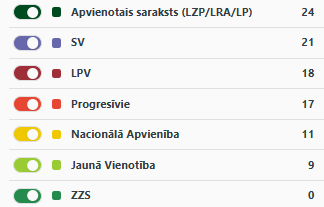 Apvienotais saraksts (LZP/LRA/LP) 24
SV 21
LPV 18
Progresīvie 17
Nacionālā Apvienība 11
Jaunā Vienotība 9
ZZS 0